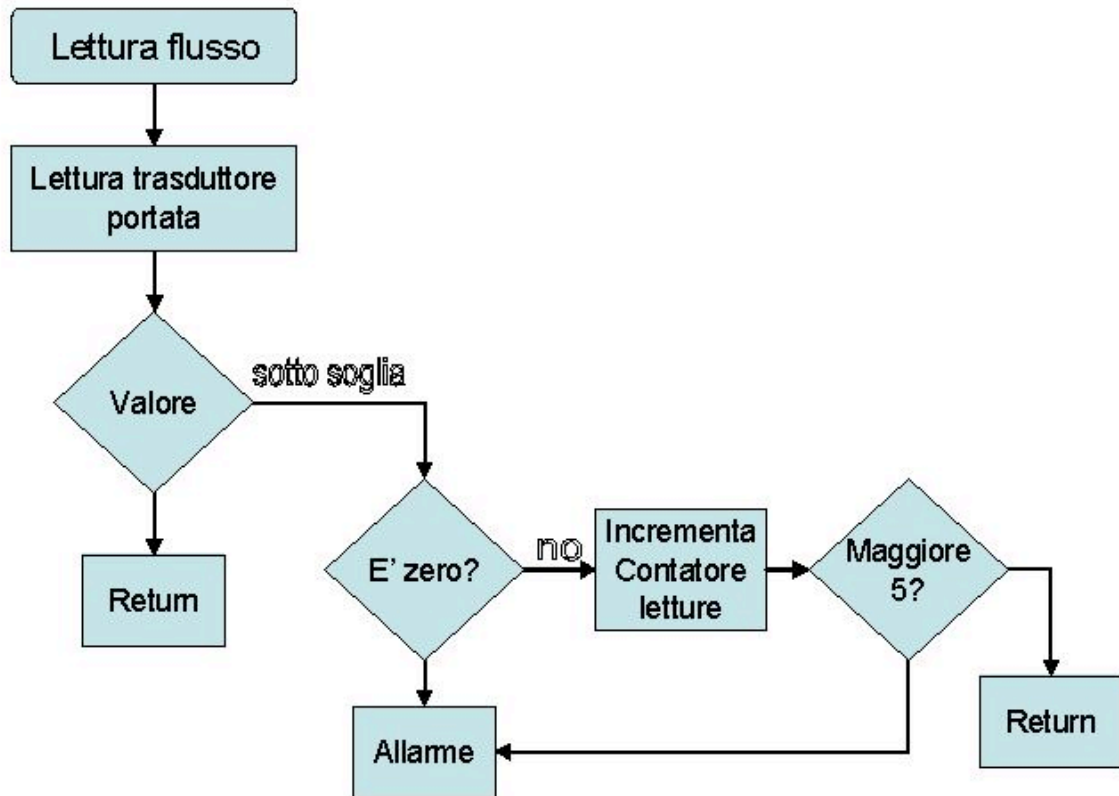 Lettura flusso
Lettura trasduttore
portata
Valore
sotto soglia
Return
E' zero?
no
Incrementa
Contatore
letture
Maggiore
5?
Return
Allarme